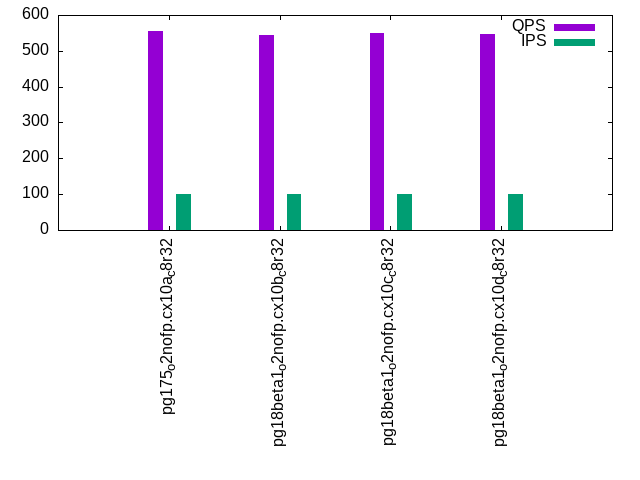 600
500
400
300
200
100
0
QPS
IPS
pg175o2nofp.cx10ac8r32
pg18beta1o2nofp.cx10bc8r32
pg18beta1o2nofp.cx10cc8r32
pg18beta1o2nofp.cx10dc8r32